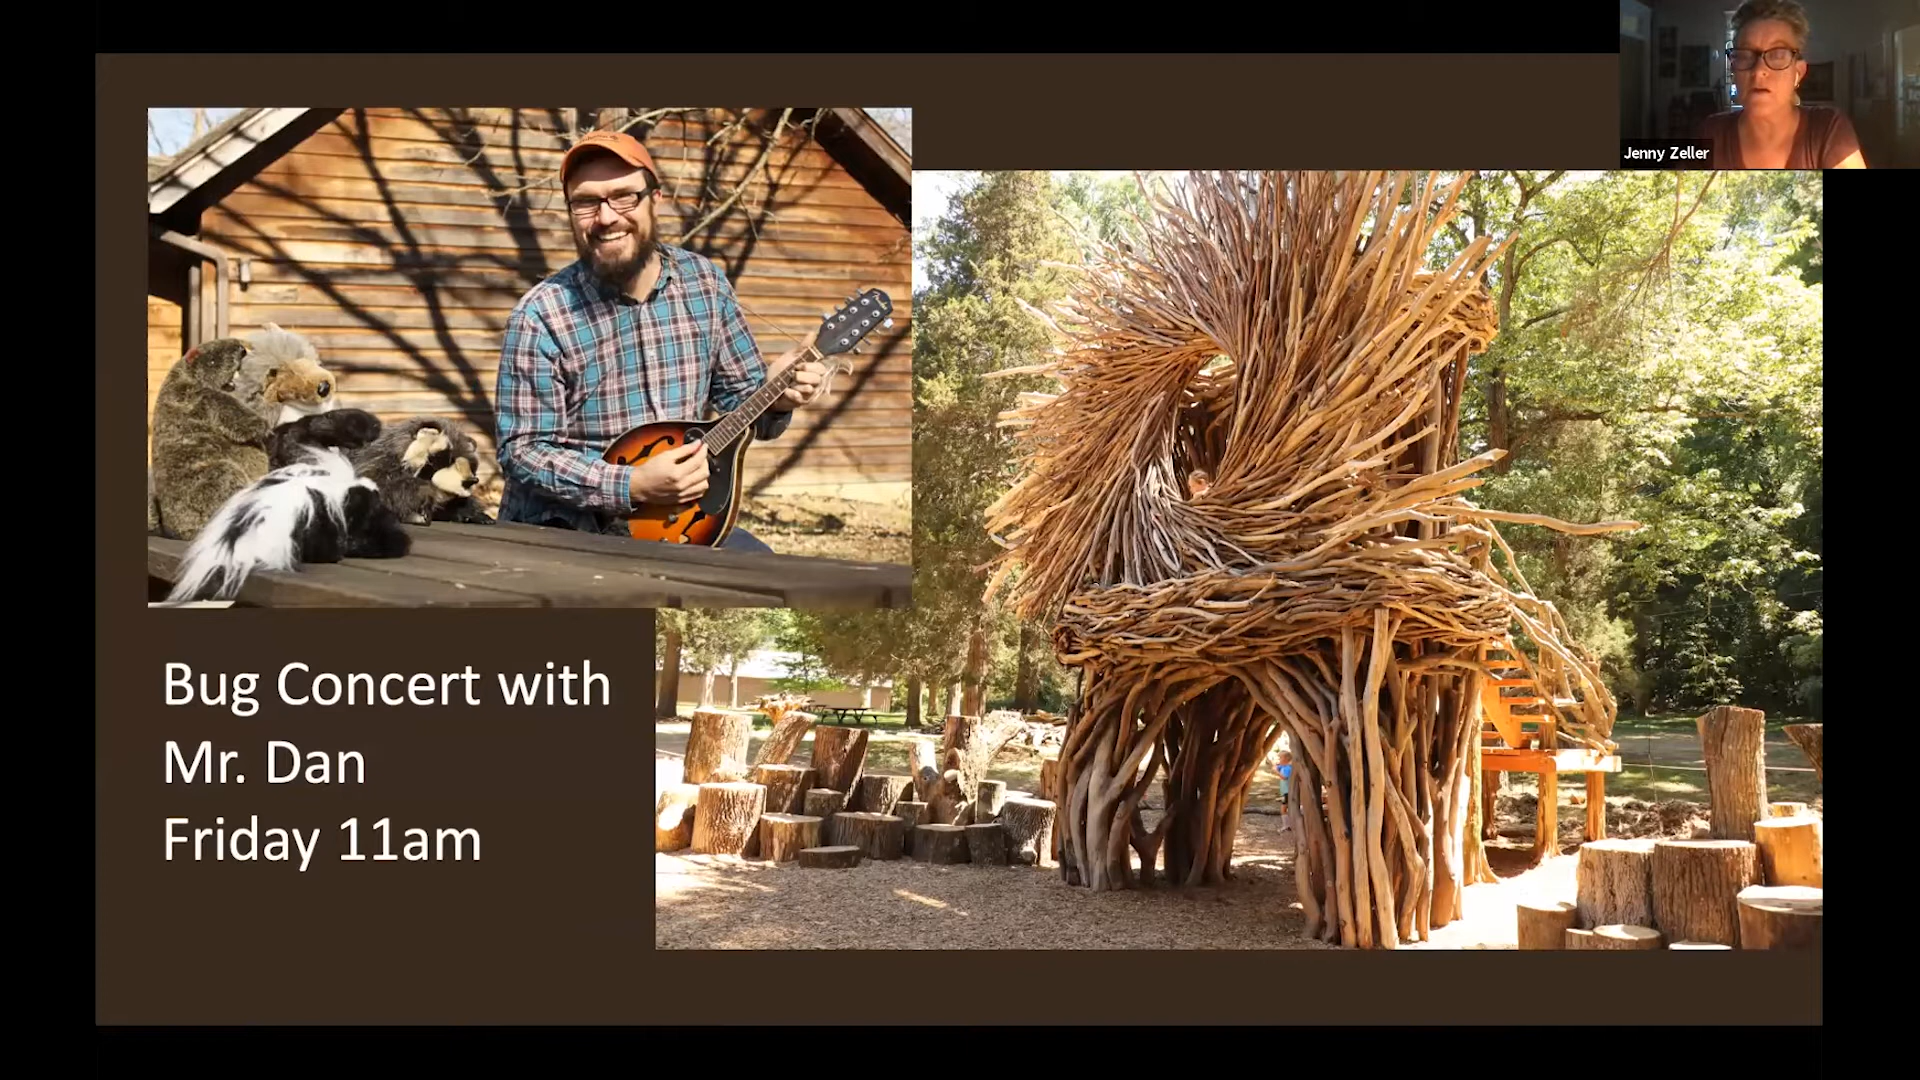 Jenny Zeller
Bug Concert with
Mr. Dan
Friday 11am